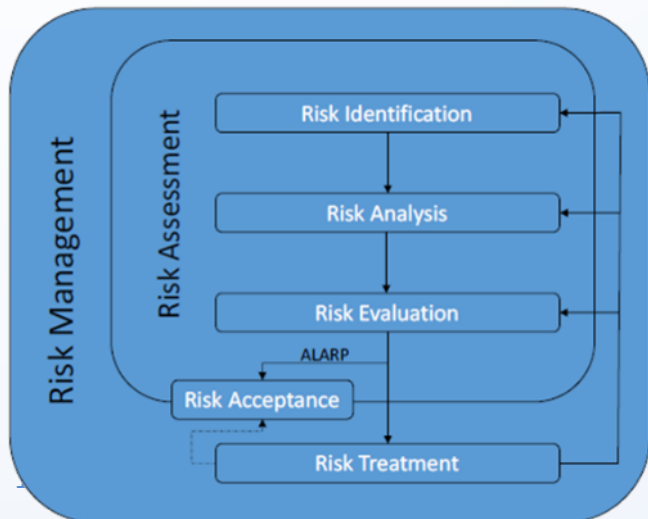 Risk Management
Risk Assessment
Risk Identification
Risk Analysis
Risk Evaluation
ALARP
Risk Acceptance
Risk Treatment